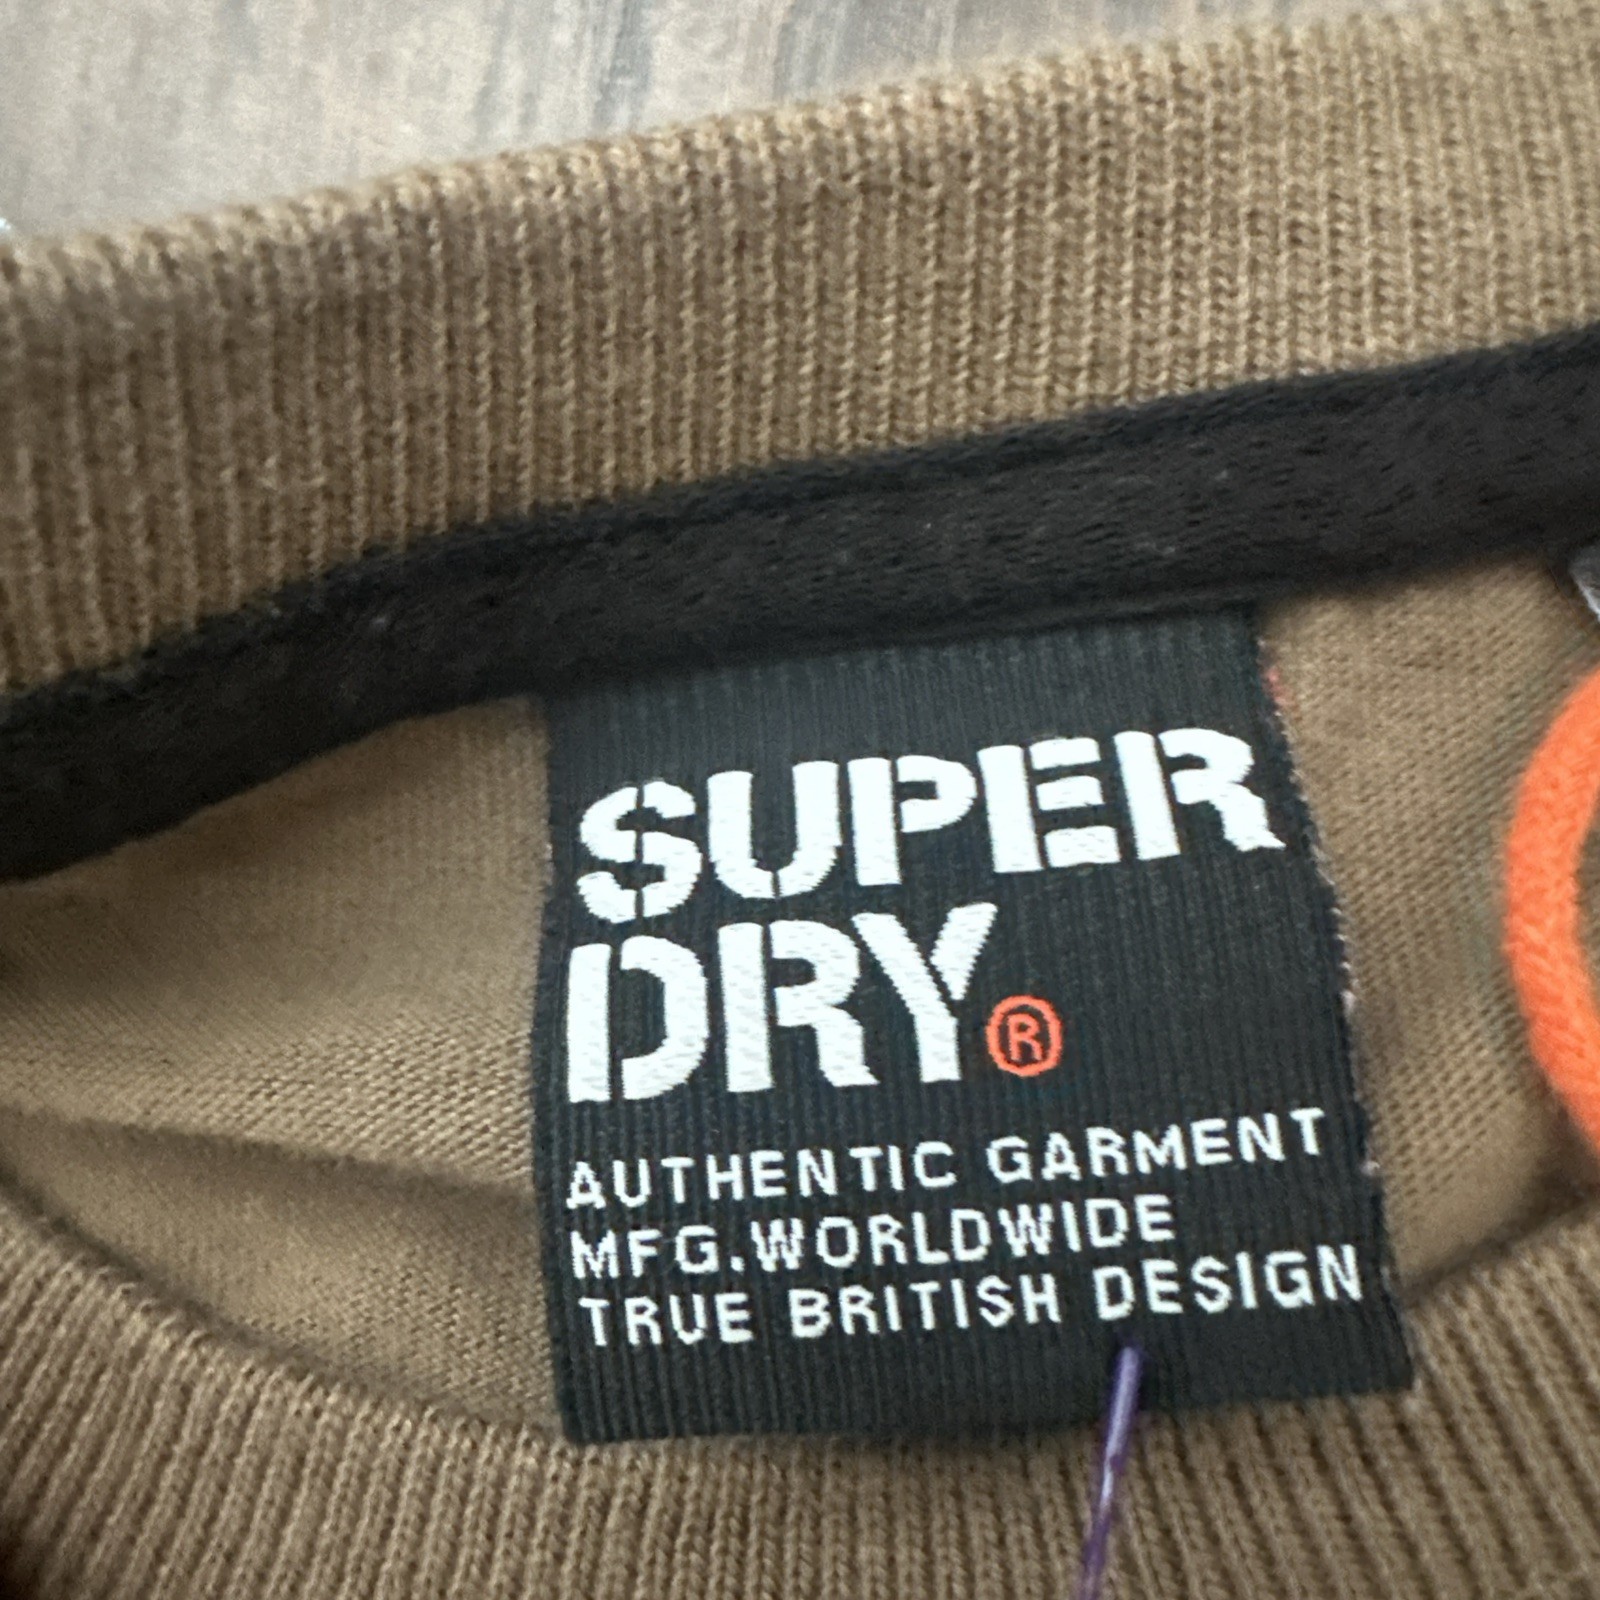 SUPER
DRY®
AUTHENTIC GARMENT
MFG.WORLDWIDE
TRUE BRITISH DESIGN